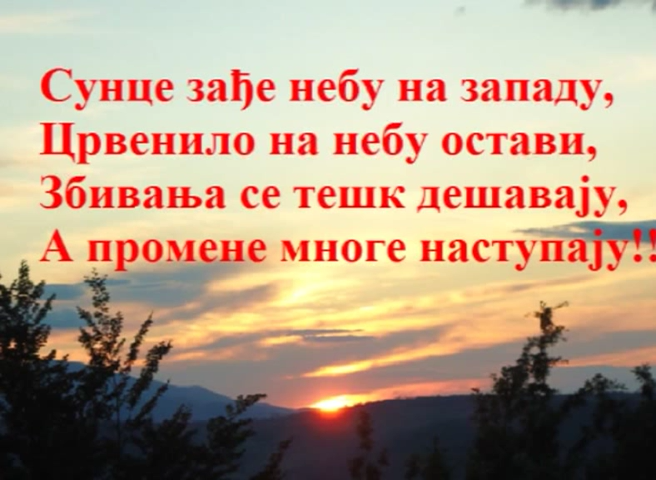 Сунце зађе небу на западу,
Црвенило на небу остави,
Збивања се тешк дешавају,
А промене многе наступају!!